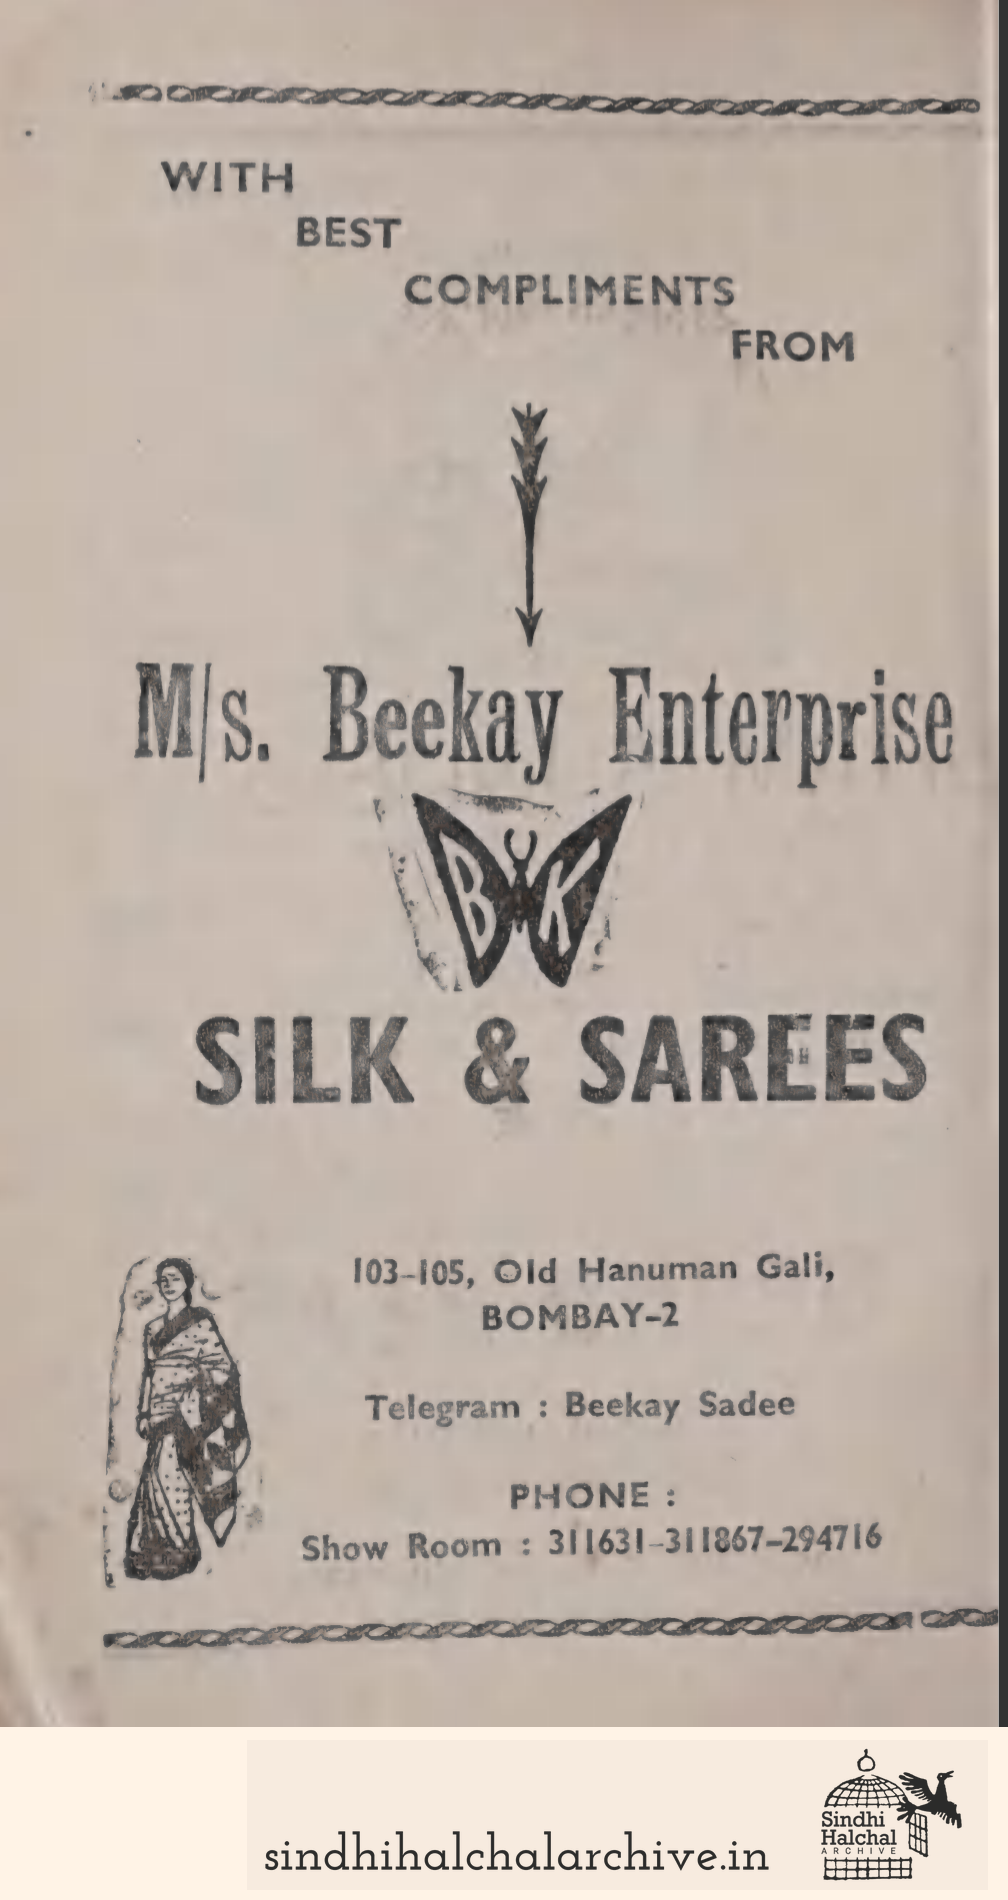 WITH
BEST
COMPLIMENTS
FROM
M/s. Beekay Enterprise
B K
SILK & SAREES
103-105, Old Hanuman Gali,
BOMBAY-2
Telegram : Beekay Sadee
PHONE :
Show Room : 311631-311867-294716
sindhihalchalarchive.in
Sindhi
Halchal
ARCHIVE